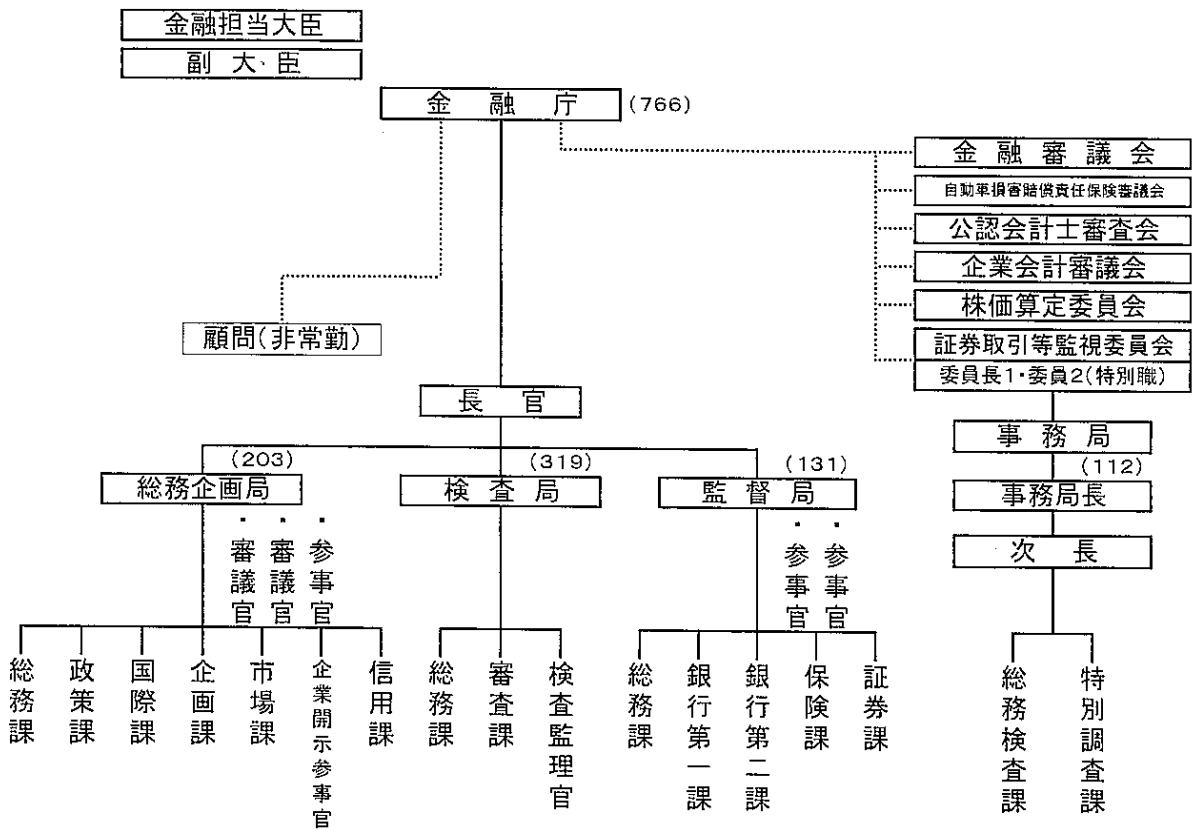 金融担当大臣
副大臣
金融庁 (766)
金融審議会
自動車損害賠償責任保険審議会
公認会計士審査会
企業会計審議会
株価算定委員会
証券取引等監視委員会
委員長1・委員2(特別職)
顧問(非常勤)
長官
事務局
(112)
事務局長
次長
(203)
総務企画局
(319)
検査局
(131)
監督局
・審議官
・審議官
・参事官
・参事官
・参事官
総務課
政策課
国際課
企画課
市場課
企業開示参事官
信用課
総務課
審査課
検査監理官
総務課
銀行第一課
銀行第二課
保険課
証券課
総務検査課
特別調査課